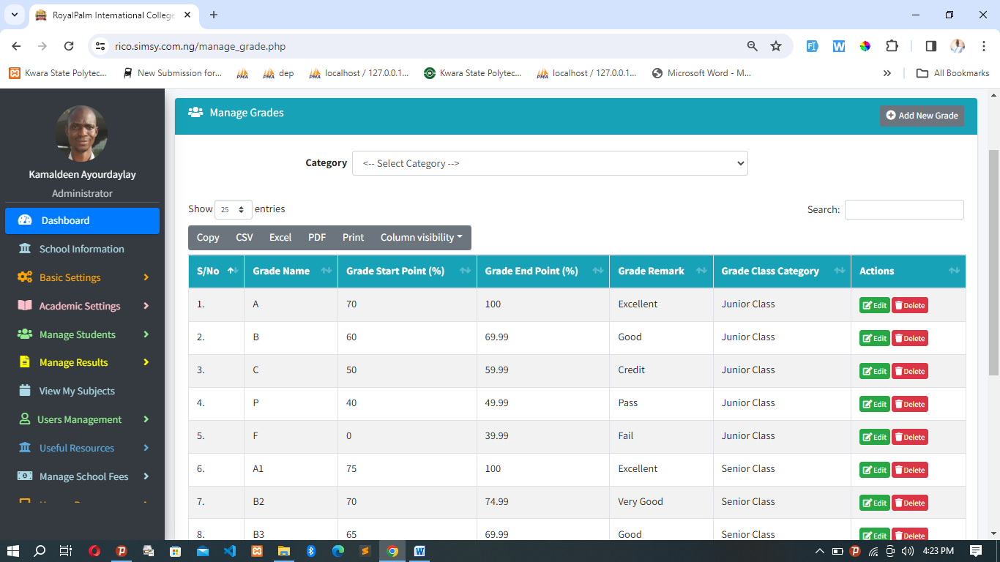 RoyalPalm International College
rico.simsy.com.ng/manage_grade.php
Kwara State Polytec... New Submission for... dep localhost / 127.0.0.1... Kwara State Polytec... localhost / 127.0.0.1... Microsoft Word - M... » All Bookmarks
Manage Grades
Add New Grade
Kamaldeen Ayourdaylay
Administrator
Dashboard
School Information
Basic Settings
Academic Settings
Manage Students
Manage Results
View My Subjects
Users Management
Useful Resources
Manage School Fees
Category <-- Select Category -->
Show 25 entries
Search:
Copy CSV Excel PDF Print Column visibility
S/No Grade Name Grade Start Point (%) Grade End Point (%) Grade Remark Grade Class Category Actions
1. A 70 100 Excellent Junior Class Edit Delete
2. B 60 69.99 Good Junior Class Edit Delete
3. C 50 59.99 Credit Junior Class Edit Delete
4. P 40 49.99 Pass Junior Class Edit Delete
5. F 0 39.99 Fail Junior Class Edit Delete
6. A1 75 100 Excellent Senior Class Edit Delete
7. B2 70 74.99 Very Good Senior Class Edit Delete
8. B3 65 69.99 Good Senior Class Edit Delete
4:23 PM